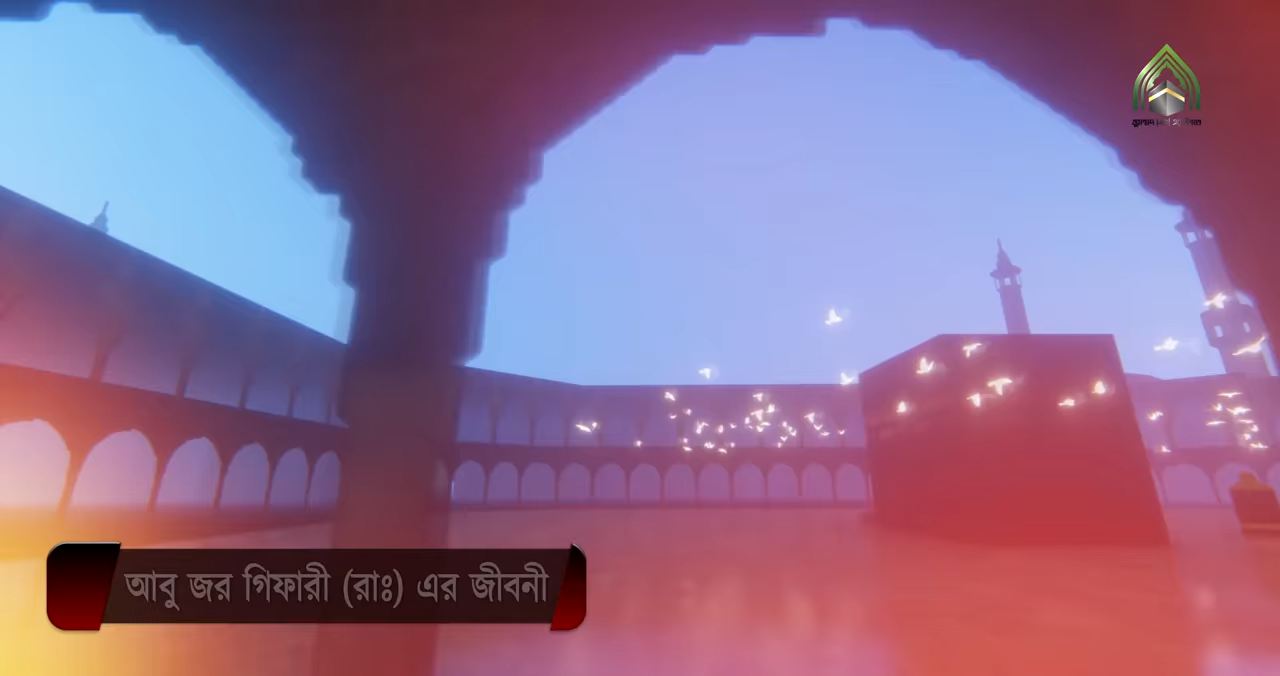 আবু জর গিফারী (রাঃ) এর জীবনী